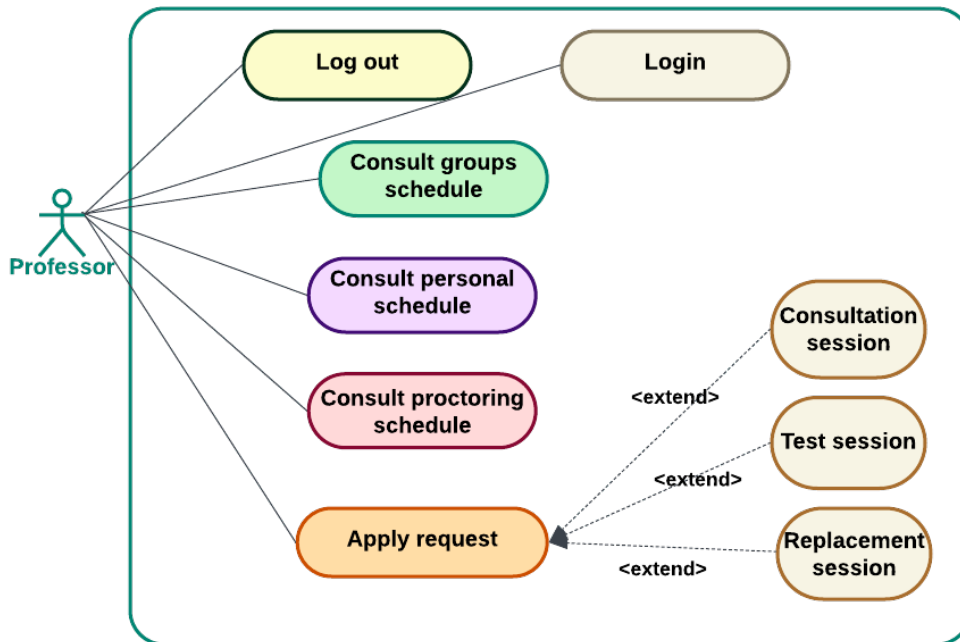 Log out
Login
Consult groups
schedule
Professor
Consult personal
schedule
Consultation
session
Consult proctoring
schedule
<extend>
Test session
<extend>
Apply request
Replacement
session
<extend>